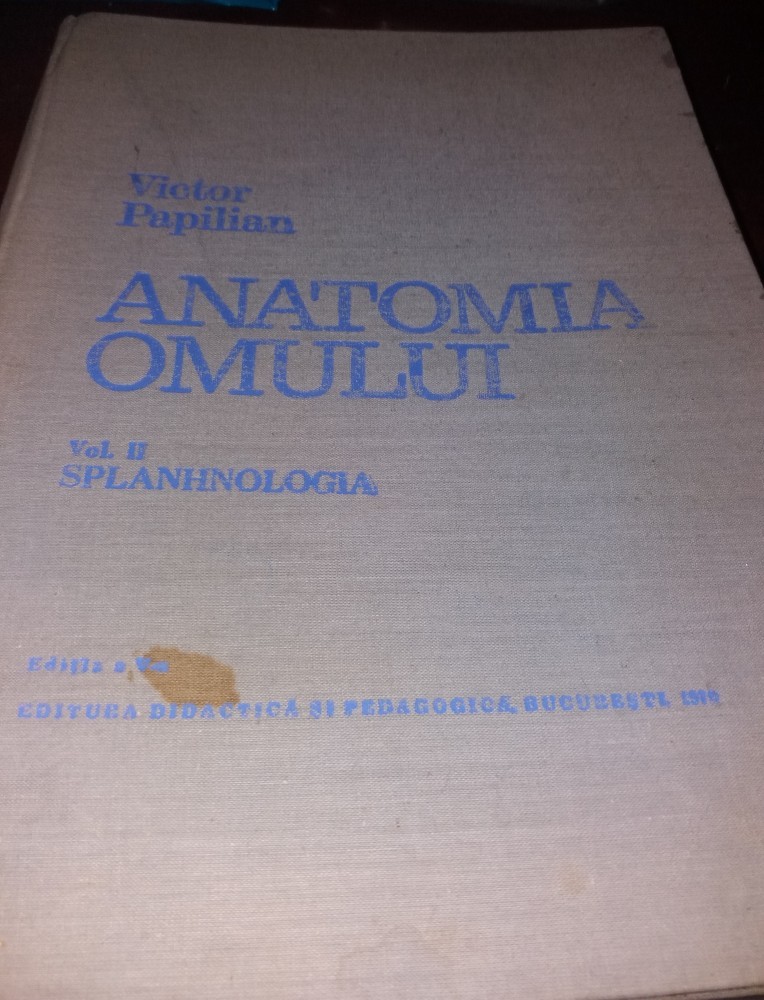 Victor
Papilian
ANATOMIA
OMULUI
Vol. II
SPLANHNOLOGIA
Ediția a V-a
EDITURA DIDACTICĂ ȘI PEDAGOGICĂ, BUCUREȘTI,